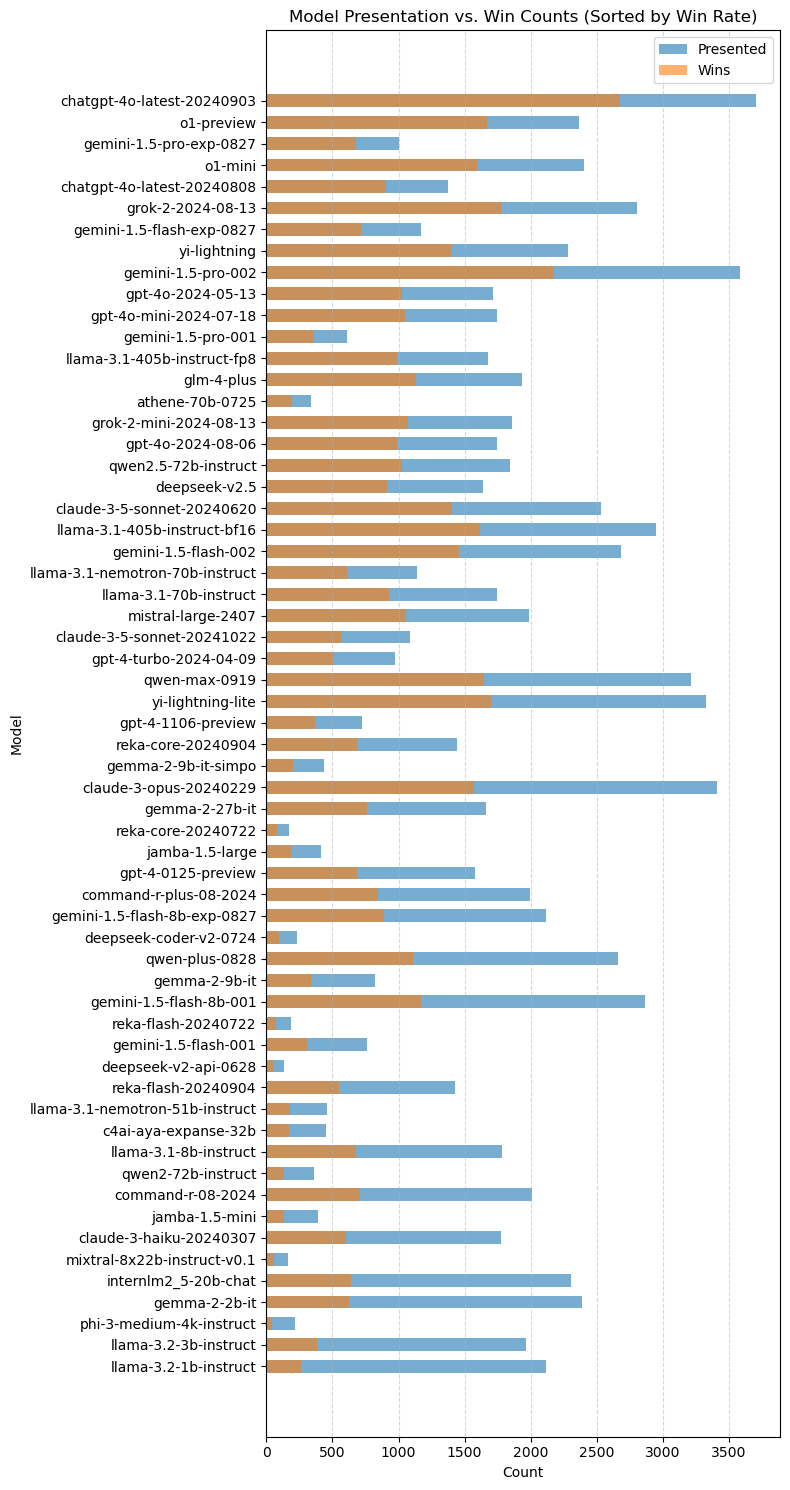 Model Presentation vs. Win Counts (Sorted by Win Rate)
Presented
Wins
chatgpt-4o-latest-20240903
o1-preview
gemini-1.5-pro-exp-0827
o1-mini
chatgpt-4o-latest-20240808
grok-2-2024-08-13
gemini-1.5-flash-exp-0827
yi-lightning
gemini-1.5-pro-002
gpt-4o-2024-05-13
gpt-4o-mini-2024-07-18
gemini-1.5-pro-001
llama-3.1-405b-instruct-fp8
glm-4-plus
athene-70b-0725
grok-2-mini-2024-08-13
gpt-4o-2024-08-06
qwen2.5-72b-instruct
deepseek-v2.5
claude-3-5-sonnet-20240620
llama-3.1-405b-instruct-bf16
gemini-1.5-flash-002
llama-3.1-nemotron-70b-instruct
llama-3.1-70b-instruct
mistral-large-2407
claude-3-5-sonnet-20241022
gpt-4-turbo-2024-04-09
qwen-max-0919
yi-lightning-lite
gpt-4-1106-preview
reka-core-20240904
gemma-2-9b-it-simpo
claude-3-opus-20240229
gemma-2-27b-it
reka-core-20240722
jamba-1.5-large
gpt-4-0125-preview
command-r-plus-08-2024
gemini-1.5-flash-8b-exp-0827
deepseek-coder-v2-0724
qwen-plus-0828
gemma-2-9b-it
gemini-1.5-flash-8b-001
reka-flash-20240722
gemini-1.5-flash-001
deepseek-v2-api-0628
reka-flash-20240904
llama-3.1-nemotron-51b-instruct
c4ai-aya-expanse-32b
llama-3.1-8b-instruct
qwen2-72b-instruct
command-r-08-2024
jamba-1.5-mini
claude-3-haiku-20240307
mixtral-8x22b-instruct-v0.1
internlm2_5-20b-chat
gemma-2-2b-it
phi-3-medium-4k-instruct
llama-3.2-3b-instruct
llama-3.2-1b-instruct
Model
0 500 1000 1500 2000 2500 3000 3500
Count